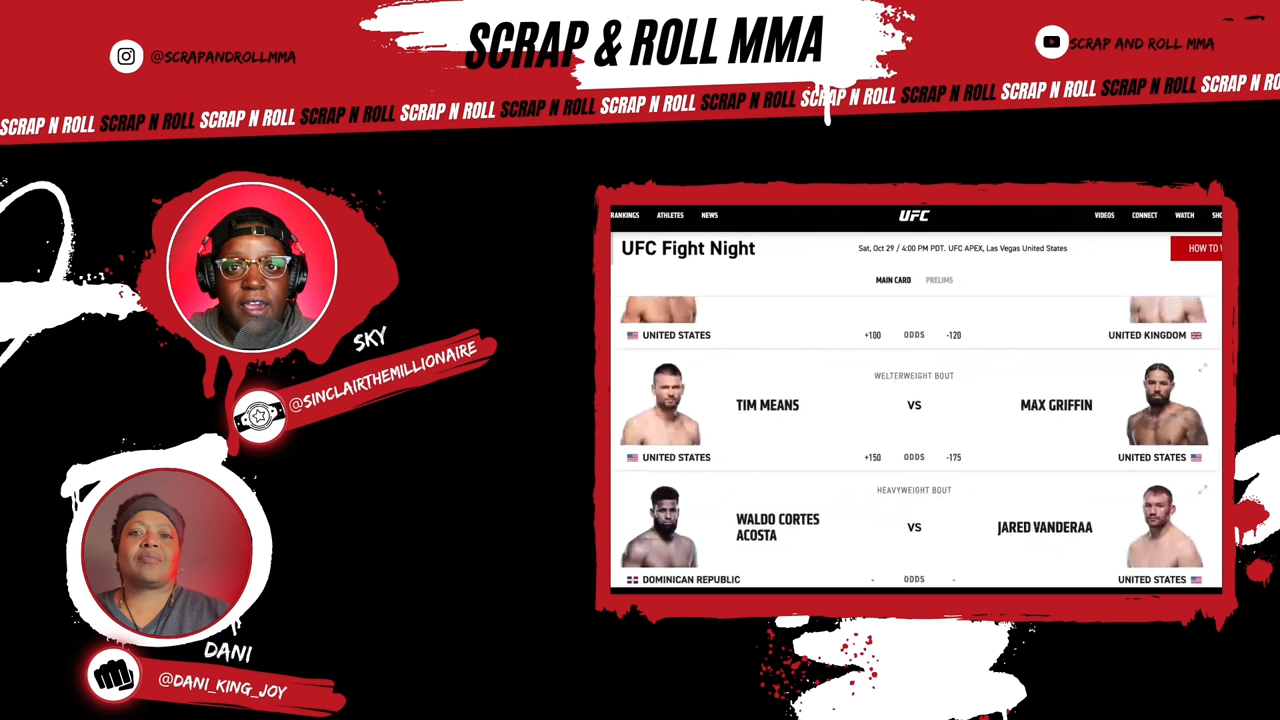 SCRAP & ROLL MMA
@SCRAPANDROLLMMA
SCRAP AND ROLL MMA
SCRAP N ROLL SCRAP N ROLL SCRAP N ROLL SCRAP N ROLL SCRAP N ROLL SCRAP N ROLL SCRAP N ROLL SCRAP N ROLL SCRAP N ROLL SCRAP N ROLL SCRAP N ROLL SCRAP N ROLL SCRAP N RO
SKY
@SINCLAIRTHEMILLIONAIRE
DANI
@DANI_KING_JOY
RANKINGS ATHLETES NEWS UFC VIDEOS CONNECT WATCH SHO
UFC Fight Night Sat, Oct 29 / 4:00 PM PDT. UFC APEX, Las Vegas United States HOW TO W
MAIN CARD PRELIMS
UNITED STATES +100 ODDS -120 UNITED KINGDOM
WELTERWEIGHT BOUT
TIM MEANS VS MAX GRIFFIN
UNITED STATES +150 ODDS -175 UNITED STATES
HEAVYWEIGHT BOUT
WALDO CORTES
ACOSTA VS JARED VANDERAA
DOMINICAN REPUBLIC - ODDS - UNITED STATES